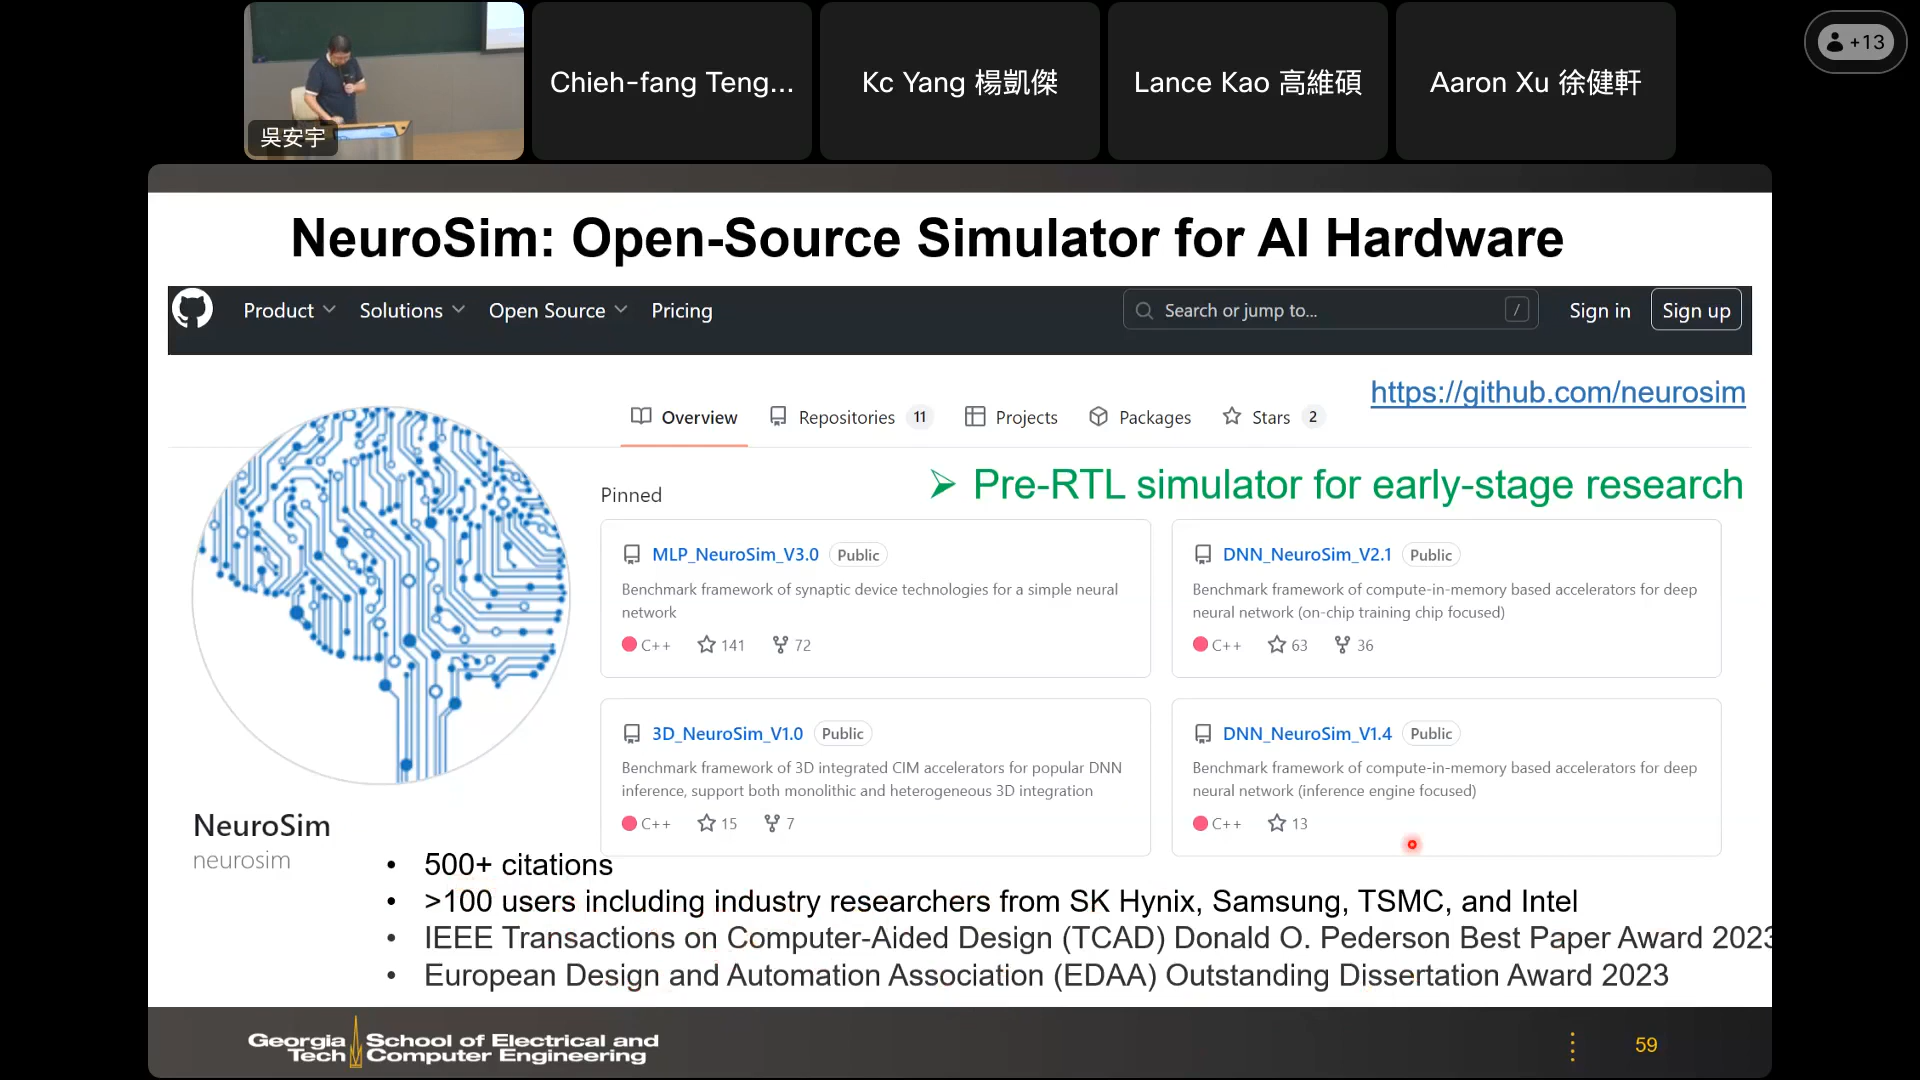 吳安宇
Chieh-fang Teng...
Kc Yang 楊凱傑
Lance Kao 高維碩
Aaron Xu 徐健軒
+13
NeuroSim: Open-Source Simulator for AI Hardware
Product Solutions Open Source Pricing Search or jump to... / Sign in Sign up
https://github.com/neurosim
Overview Repositories 11 Projects Packages Stars 2
➢ Pre-RTL simulator for early-stage research
Pinned
MLP_NeuroSim_V3.0 Public
Benchmark framework of synaptic device technologies for a simple neural
network
C++ 141 72
DNN_NeuroSim_V2.1 Public
Benchmark framework of compute-in-memory based accelerators for deep
neural network (on-chip training chip focused)
C++ 63 36
3D_NeuroSim_V1.0 Public
Benchmark framework of 3D integrated CIM accelerators for popular DNN
inference, support both monolithic and heterogeneous 3D integration
C++ 15 7
DNN_NeuroSim_V1.4 Public
Benchmark framework of compute-in-memory based accelerators for deep
neural network (inference engine focused)
C++ 13
NeuroSim
neurosim
• 500+ citations
• >100 users including industry researchers from SK Hynix, Samsung, TSMC, and Intel
• IEEE Transactions on Computer-Aided Design (TCAD) Donald O. Pederson Best Paper Award 2023
• European Design and Automation Association (EDAA) Outstanding Dissertation Award 2023
Georgia Tech
School of Electrical and
Computer Engineering
59